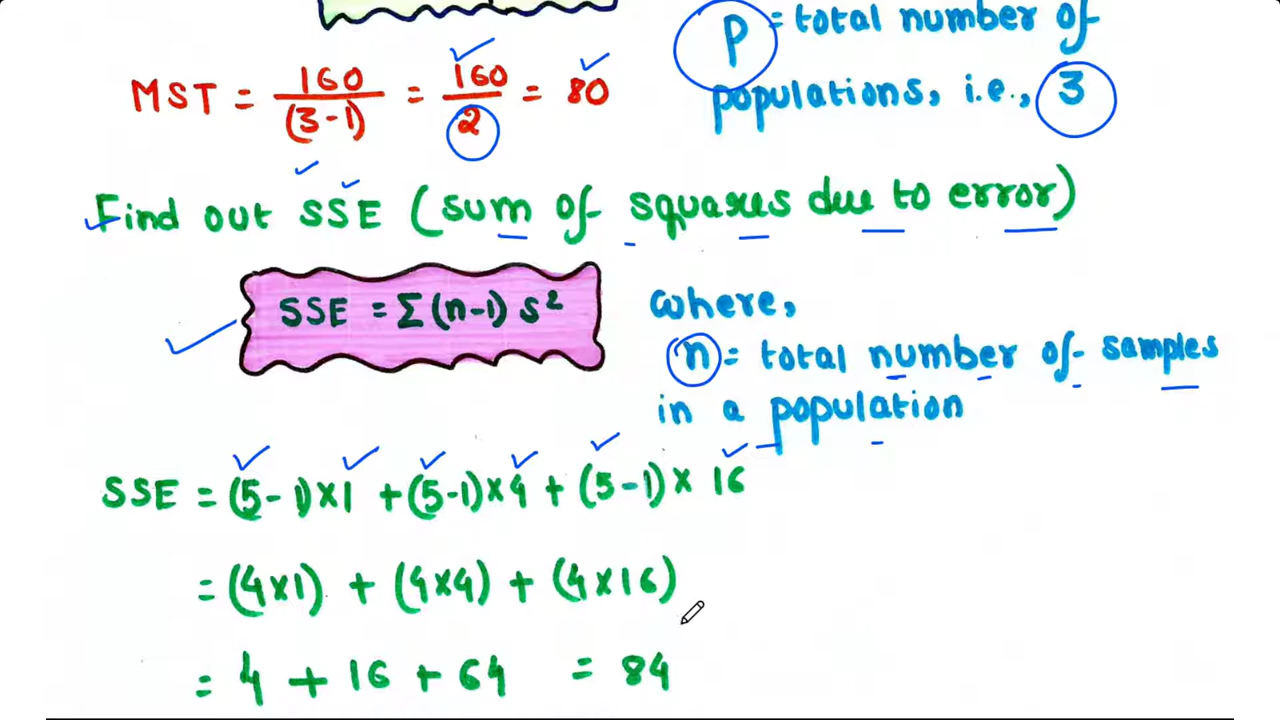 p = total number of
populations, i.e., 3
MST = 160/(3-1) = 160/2 = 80
Find out SSE (sum of squares due to error)
SSE = Σ(n-1) s²
where,
n = total number of samples
in a population
SSE = (5-1)×1 + (5-1)×4 + (5-1)× 16
= (4×1) + (4×4) + (4×16)
= 4 + 16 + 64 = 84